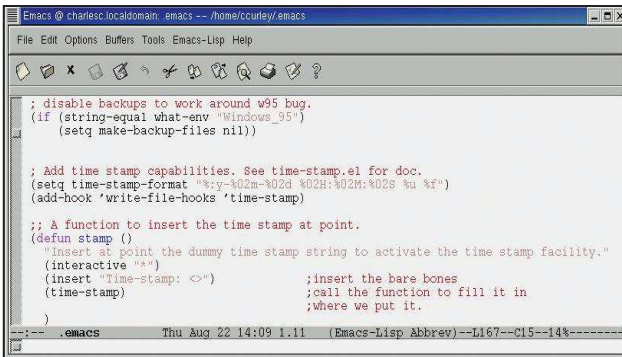 Emacs @ charlesc.localdomain: .emacs -- /home/ccurley/.emacs
File Edit Options Buffers Tools Emacs-Lisp Help
; disable backups to work around w95 bug.
(if (string-equal what-env "Windows_95")
(setq make-backup-files nil))
; Add time stamp capabilities. See time-stamp.el for doc.
(setq time-stamp-format "%:y-%02m-%02d %02H:%02M:%02S %u %f")
(add-hook 'write-file-hooks 'time-stamp)
;; A function to insert the time stamp at point.
(defun stamp ()
"Insert at point the dummy time stamp string to activate the time stamp facility."
(interactive "*")
(insert "Time-stamp: <>") ;insert the bare bones
(time-stamp) ;call the function to fill it in
;where we put it.
)
--:-- .emacs Thu Aug 22 14:09 1.11 (Emacs-Lisp Abbrev)--L167--C15--14%--------